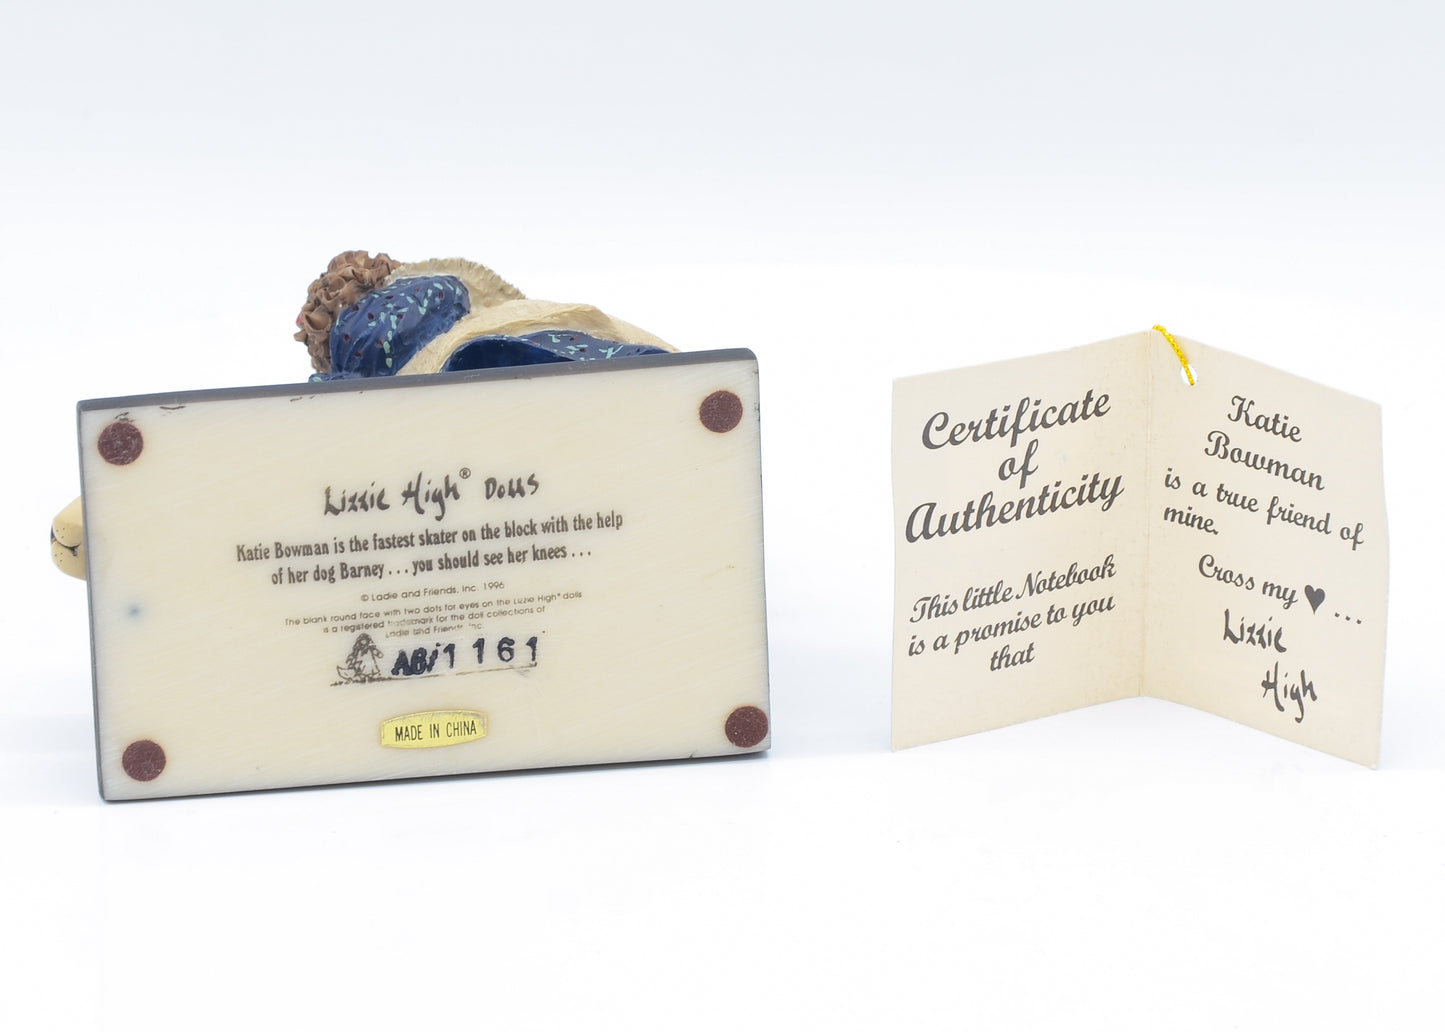 Lizzie High® Dolls
Katie Bowman is the fastest skater on the block with the help
of her dog Barney . . . you should see her knees . . .
© Ladie and Friends, Inc. 1996
The blank round face with two dots for eyes on the Lizzie High® dolls
is a registered trademark for the doll collections of
Ladie and Friends, Inc.
1161
MADE IN CHINA
Certificate
of
Authenticity
This little Notebook
is a promise to you
that
Katie
Bowman
is a true friend of
mine.
Cross my ♥ . . .
Lizzie
High